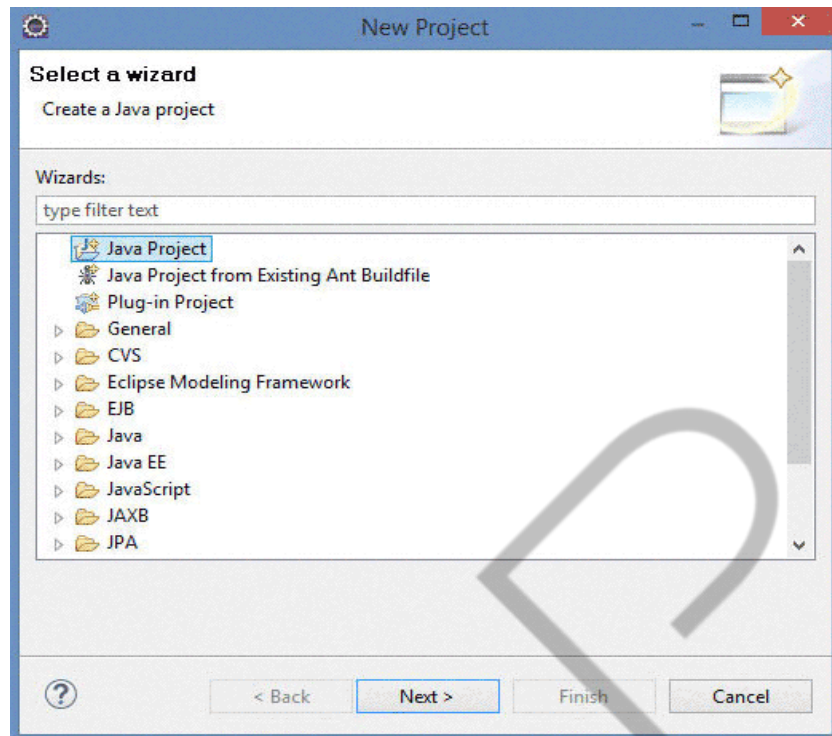 New Project
Select a wizard
Create a Java project
Wizards:
type filter text
Java Project
Java Project from Existing Ant Buildfile
Plug-in Project
General
CVS
Eclipse Modeling Framework
EJB
Java
Java EE
JavaScript
JAXB
JPA
?
< Back
Next >
Finish
Cancel